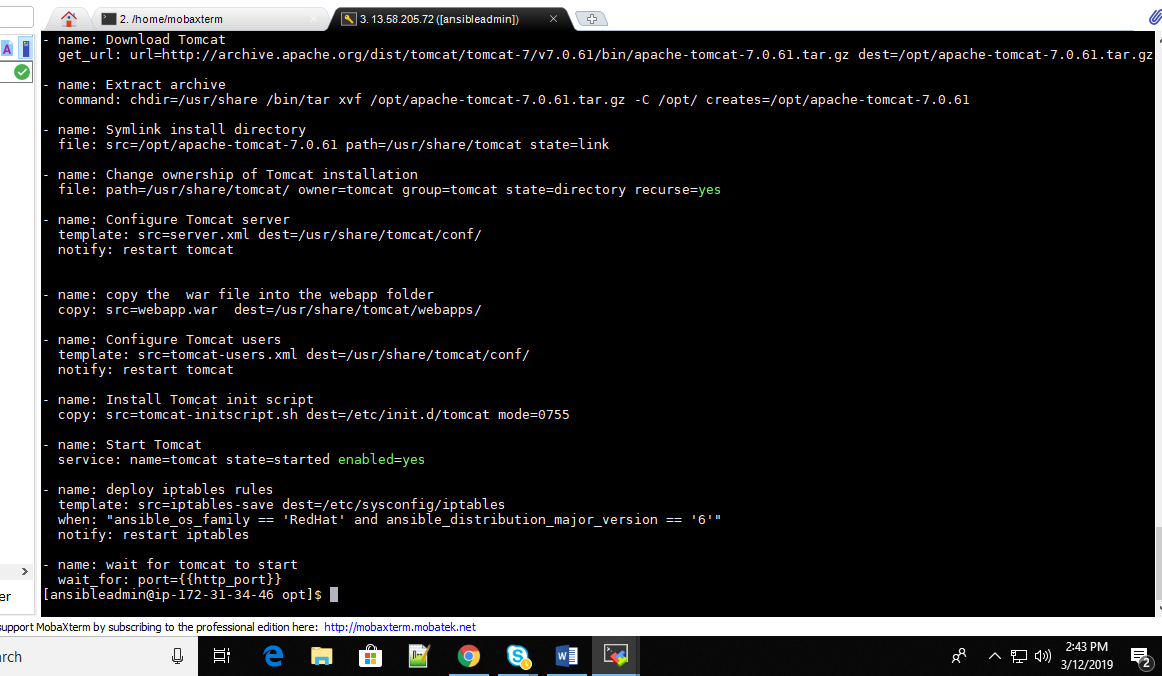 2. /home/mobaxterm
3. 13.58.205.72 ([ansibleadmin])
- name: Download Tomcat
get_url: url=http://archive.apache.org/dist/tomcat/tomcat-7/v7.0.61/bin/apache-tomcat-7.0.61.tar.gz dest=/opt/apache-tomcat-7.0.61.tar.gz
- name: Extract archive
command: chdir=/usr/share /bin/tar xvf /opt/apache-tomcat-7.0.61.tar.gz -C /opt/ creates=/opt/apache-tomcat-7.0.61
- name: Symlink install directory
file: src=/opt/apache-tomcat-7.0.61 path=/usr/share/tomcat state=link
- name: Change ownership of Tomcat installation
file: path=/usr/share/tomcat/ owner=tomcat group=tomcat state=directory recurse=yes
- name: Configure Tomcat server
template: src=server.xml dest=/usr/share/tomcat/conf/
notify: restart tomcat
- name: copy the  war file into the webapp folder
copy: src=webapp.war  dest=/usr/share/tomcat/webapps/
- name: Configure Tomcat users
template: src=tomcat-users.xml dest=/usr/share/tomcat/conf/
notify: restart tomcat
- name: Install Tomcat init script
copy: src=tomcat-initscript.sh dest=/etc/init.d/tomcat mode=0755
- name: Start Tomcat
service: name=tomcat state=started enabled=yes
- name: deploy iptables rules
template: src=iptables-save dest=/etc/sysconfig/iptables
when: "ansible_os_family == 'RedHat' and ansible_distribution_major_version == '6'"
notify: restart iptables
- name: wait for tomcat to start
wait_for: port={{http_port}}
[ansibleadmin@ip-172-31-34-46 opt]$
A
er
support MobaXterm by subscribing to the professional edition here: http://mobaxterm.mobatek.net
rch
2:43 PM
3/12/2019
2